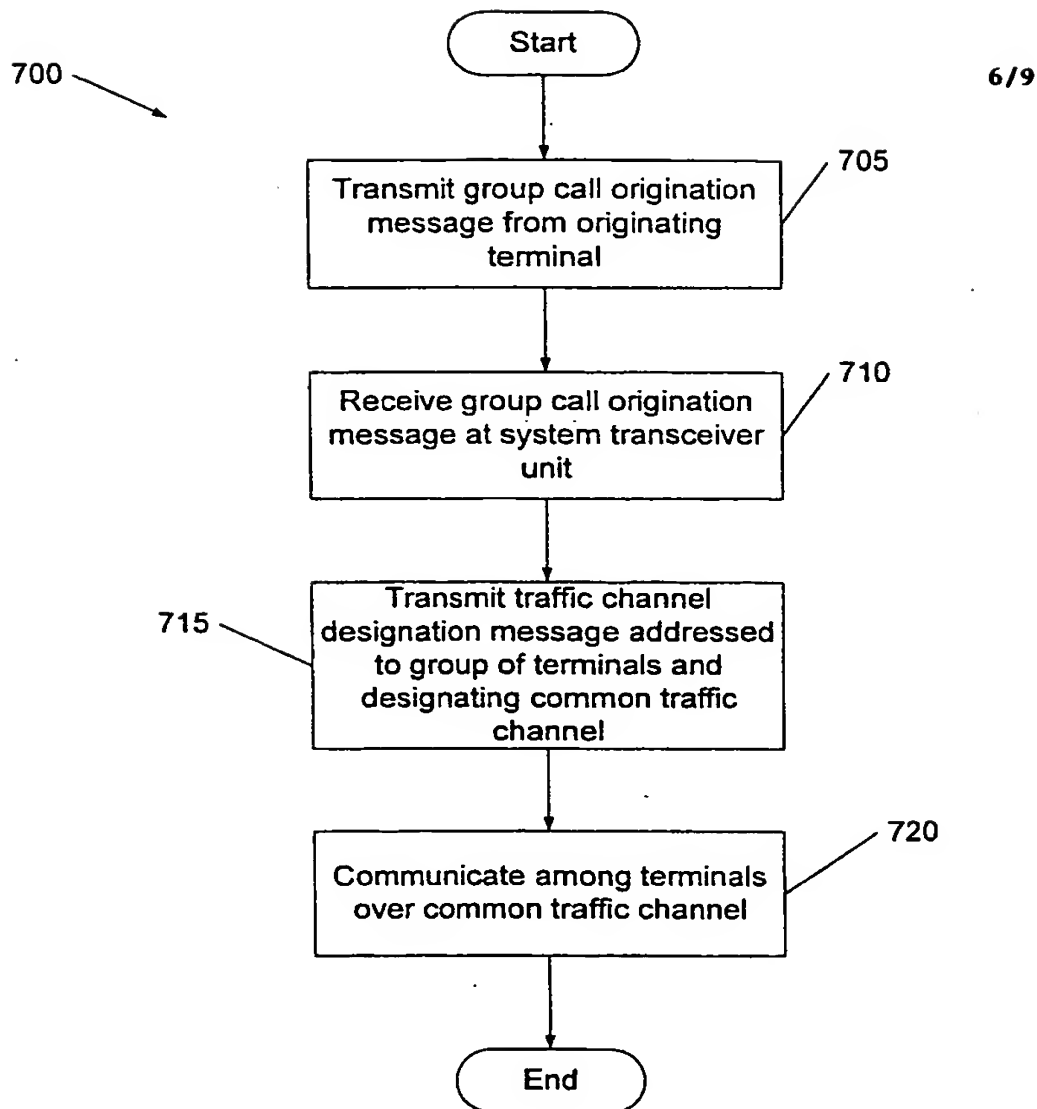 Start
700
6/9
705
Transmit group call origination
message from originating
terminal
710
Receive group call origination
message at system transceiver
unit
715
Transmit traffic channel
designation message addressed
to group of terminals and
designating common traffic
channel
720
Communicate among terminals
over common traffic channel
End